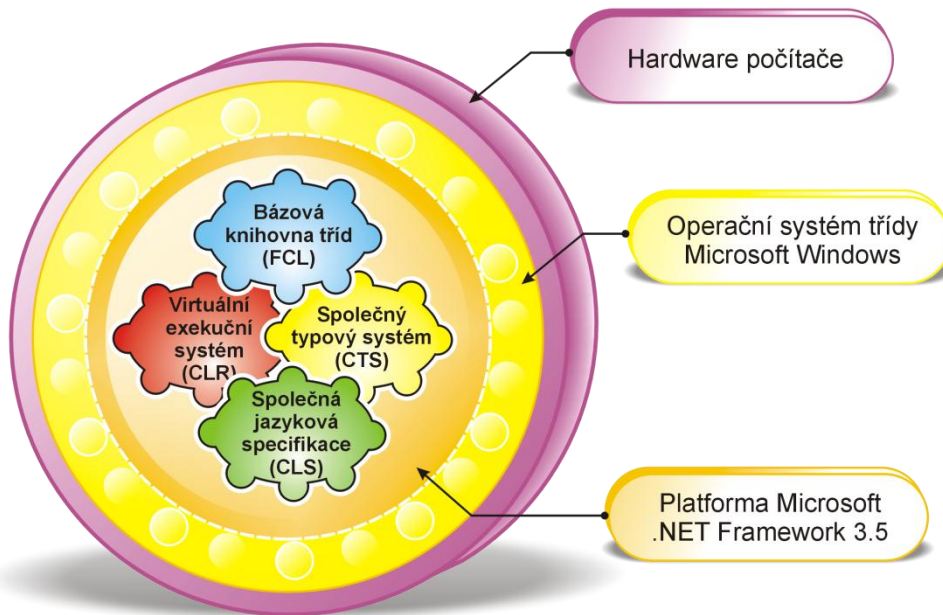 Hardware počítače
Operační systém třídy
Microsoft Windows
Bázová
knihovna tříd
(FCL)
Virtuální
exekuční
systém
(CLR)
Společný
typový systém
(CTS)
Společná
jazyková
specifikace
(CLS)
Platforma Microsoft
.NET Framework 3.5